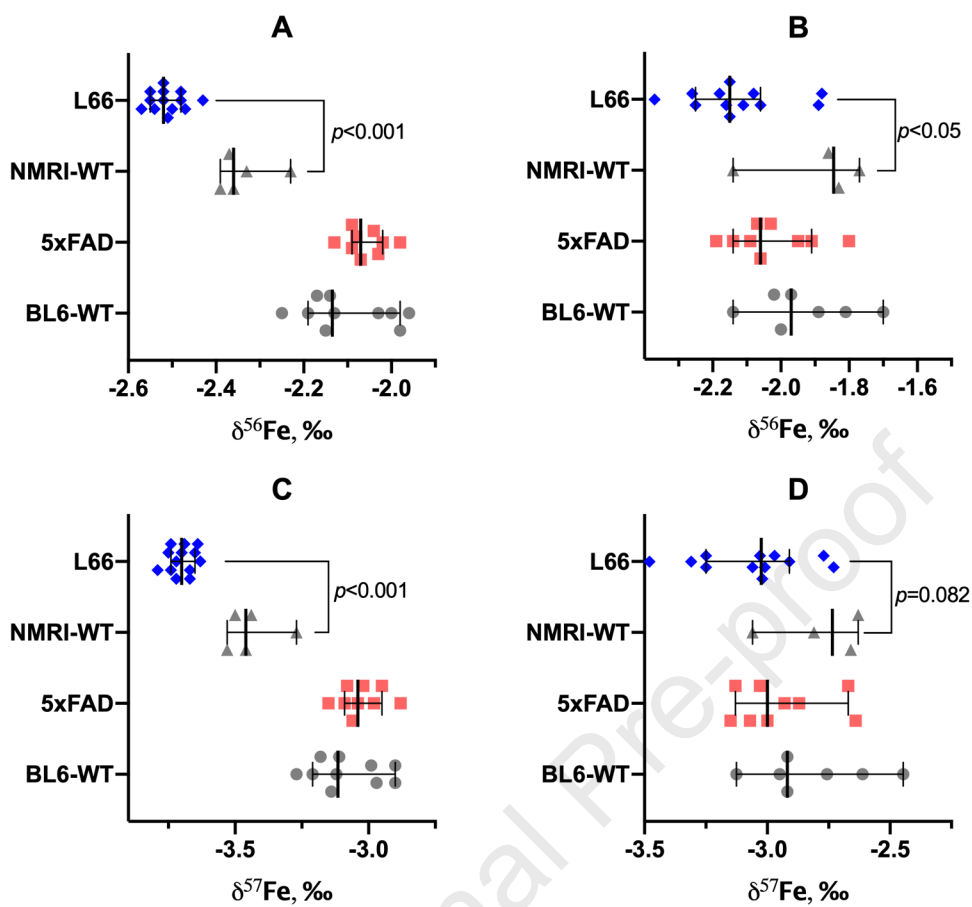 A
L66
NMRI-WT
5xFAD
BL6-WT
p<0.001
-2.6 -2.4 -2.2 -2.0
δ⁵⁶Fe, ‰
B
L66
NMRI-WT
5xFAD
BL6-WT
p<0.05
-2.2 -2.0 -1.8 -1.6
δ⁵⁶Fe, ‰
C
L66
NMRI-WT
5xFAD
BL6-WT
p<0.001
-3.5 -3.0
δ⁵⁷Fe, ‰
D
L66
NMRI-WT
5xFAD
BL6-WT
p=0.082
-3.5 -3.0 -2.5
δ⁵⁷Fe, ‰
nal Pre-proof